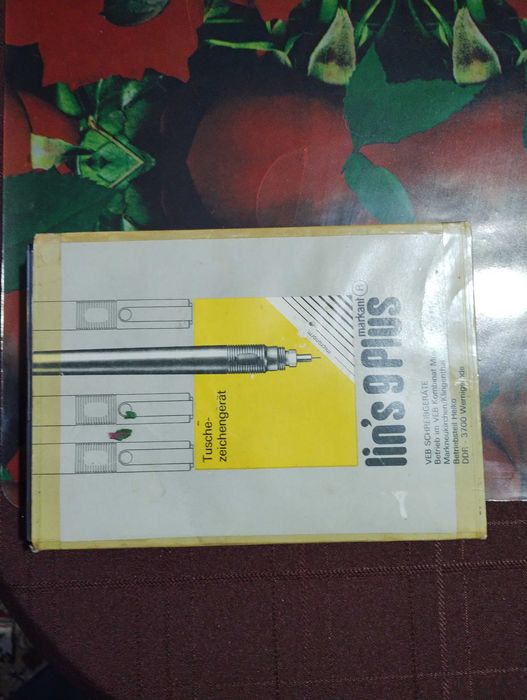 Tusche-
zeichengerät
micronorm
lin's 9 Plus
markant ®
VEB SCHREIBGERÄTE
Betrieb im VEB Kombinat
Markneukirchen/Klingenthal
Betriebsteil Heiko
DDR - 3700 Wernigerode